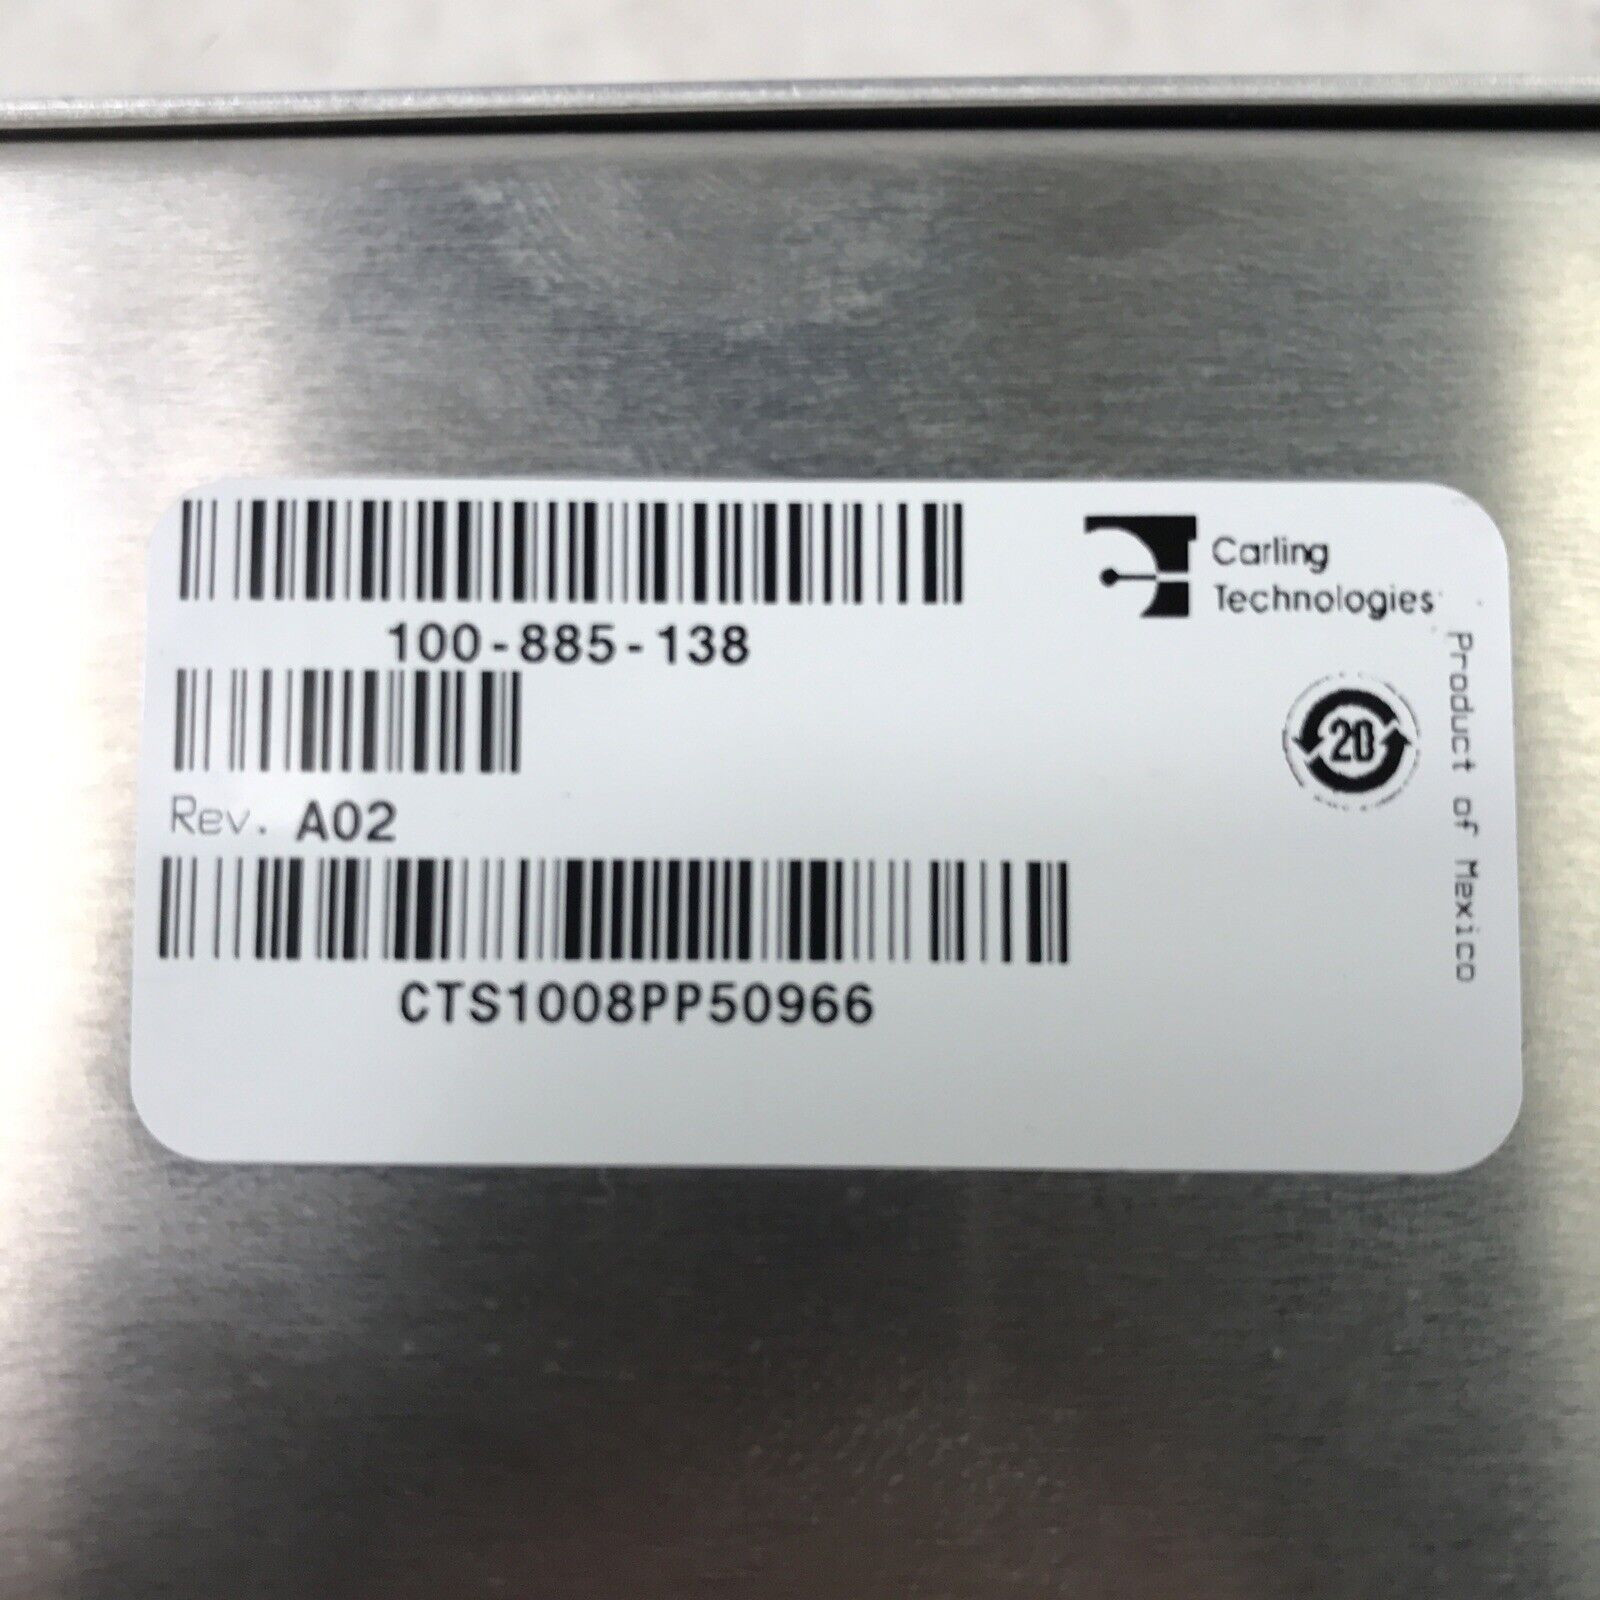 Carling
Technologies
100-885-138
Rev. A02
CTS1008PP50966
20
Product of Mexico